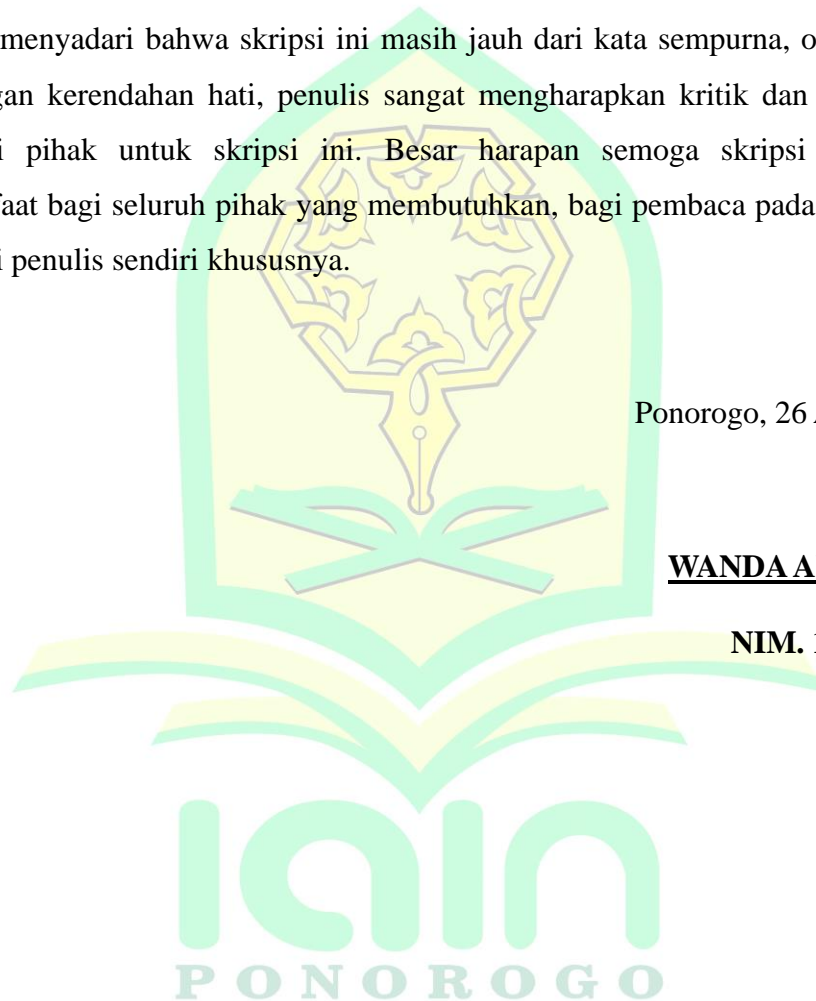 menyadari bahwa skripsi ini masih jauh dari kata sempurna, o
gan kerendahan hati, penulis sangat mengharapkan kritik dan
i pihak untuk skripsi ini. Besar harapan semoga skripsi
faat bagi seluruh pihak yang membutuhkan, bagi pembaca pada
i penulis sendiri khususnya.
Ponorogo, 26
WANDA A
NIM.
iain
PONOROGO